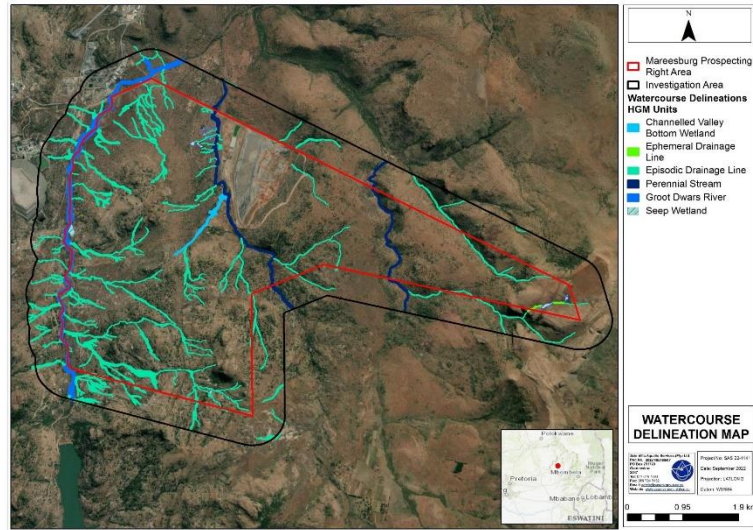 N
Mareesburg Prospecting
Right Area
Investigation Area
Watercourse Delineations
HGM Units
Channelled Valley
Bottom Wetland
Ephemeral Drainage
Line
Episodic Drainage Line
Perennial Stream
Groot Dwars River
Seep Wetland
WATERCOURSE
DELINEATION MAP
Date: September 2022
0 0.95 1.9
Polokwane
Mbombela
Pretoria
Mbabane
ESWATINI